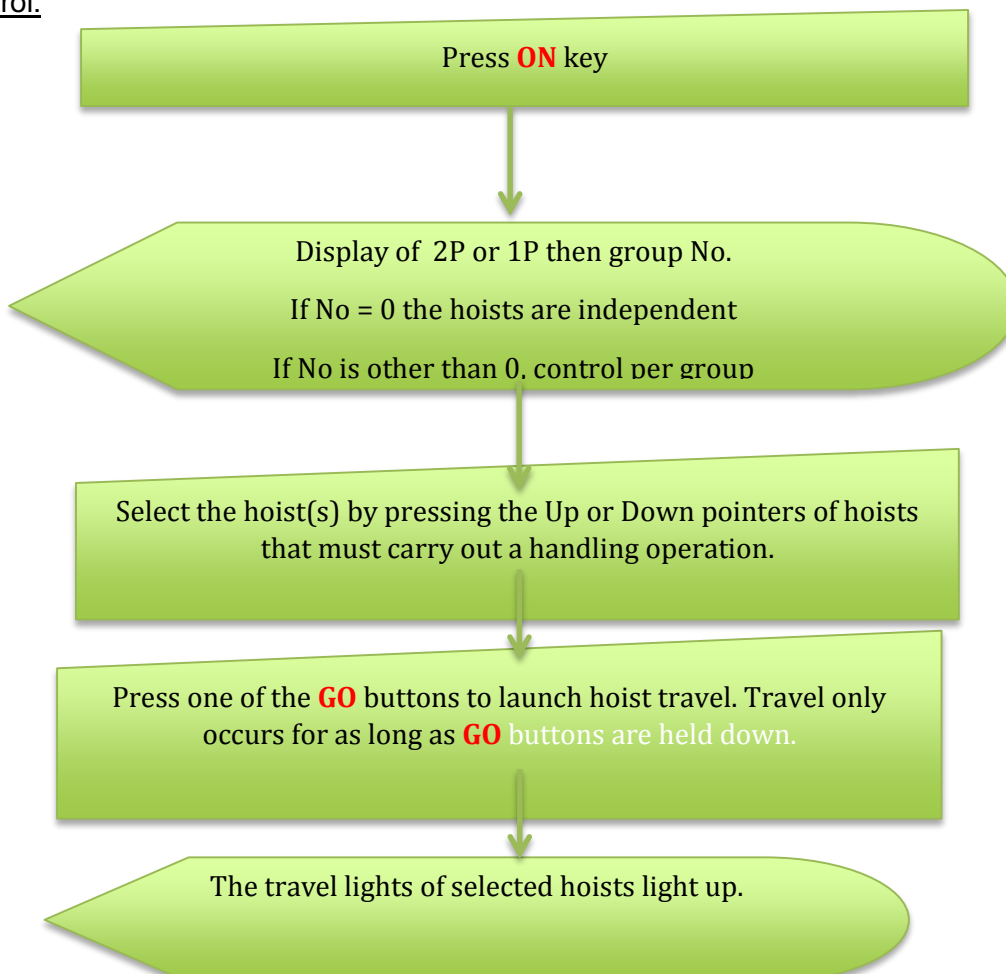 rol:
Press ON key
Display of 2P or 1P then group No.
If No = 0 the hoists are independent
If No is other than 0, control per group
Select the hoist(s) by pressing the Up or Down pointers of hoists
that must carry out a handling operation.
Press one of the GO buttons to launch hoist travel. Travel only
occurs for as long as GO buttons are held down.
The travel lights of selected hoists light up.